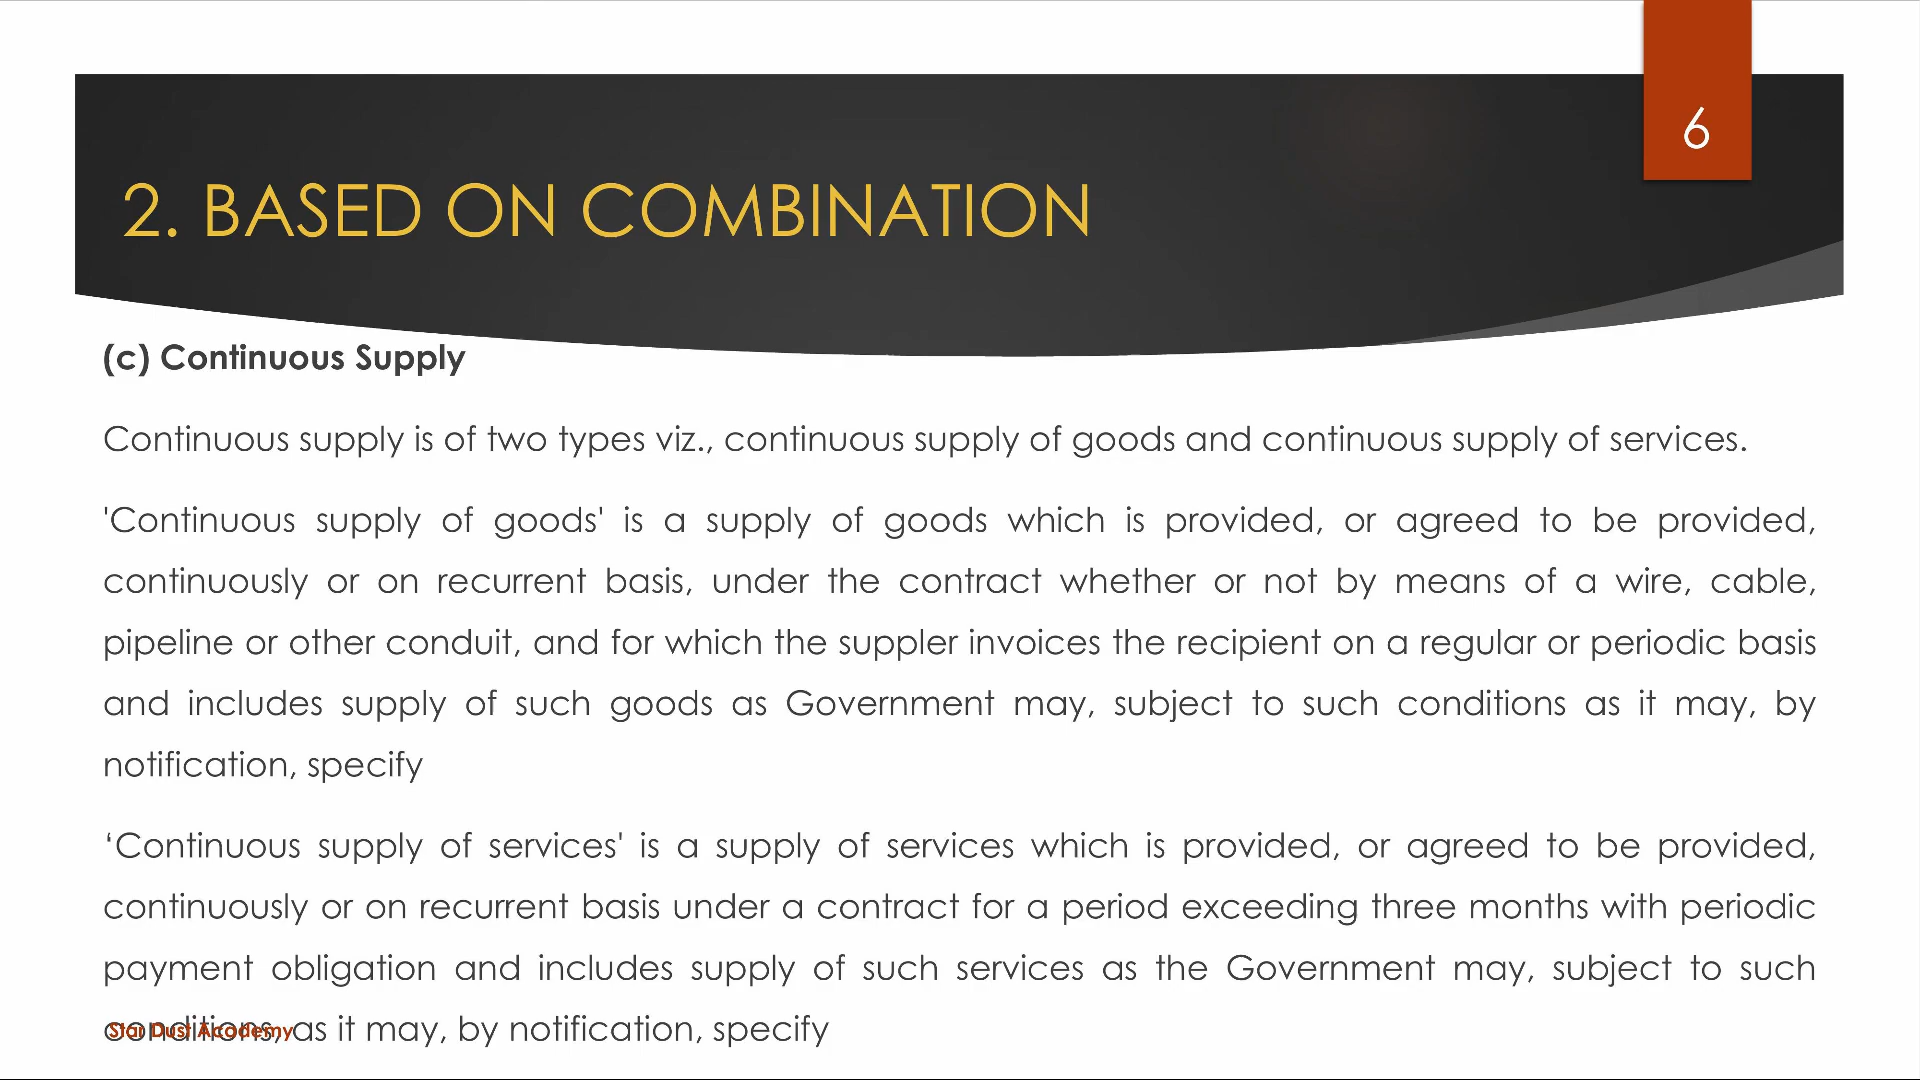 6
2. BASED ON COMBINATION
(c) Continuous Supply
Continuous supply is of two types viz., continuous supply of goods and continuous supply of services.
'Continuous supply of goods' is a supply of goods which is provided, or agreed to be provided,
continuously or on recurrent basis, under the contract whether or not by means of a wire, cable,
pipeline or other conduit, and for which the suppler invoices the recipient on a regular or periodic basis
and includes supply of such goods as Government may, subject to such conditions as it may, by
notification, specify
‘Continuous supply of services' is a supply of services which is provided, or agreed to be provided,
continuously or on recurrent basis under a contract for a period exceeding three months with periodic
payment obligation and includes supply of such services as the Government may, subject to such
conditions, as it may, by notification, specify
Star Dust Academy